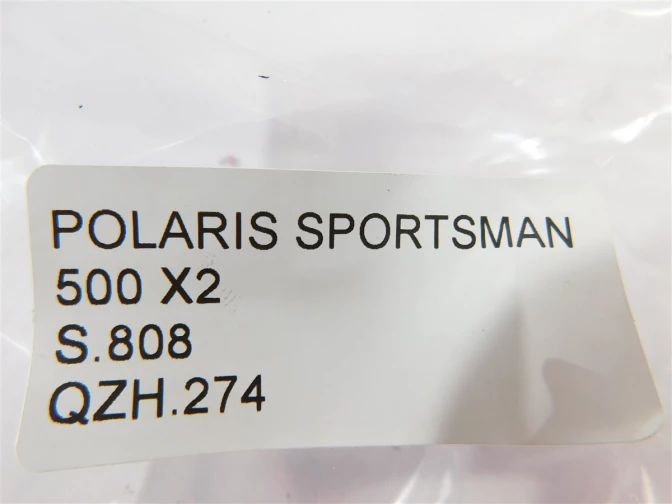 POLARIS SPORTSMAN
500 X2
S.808
QZH.274